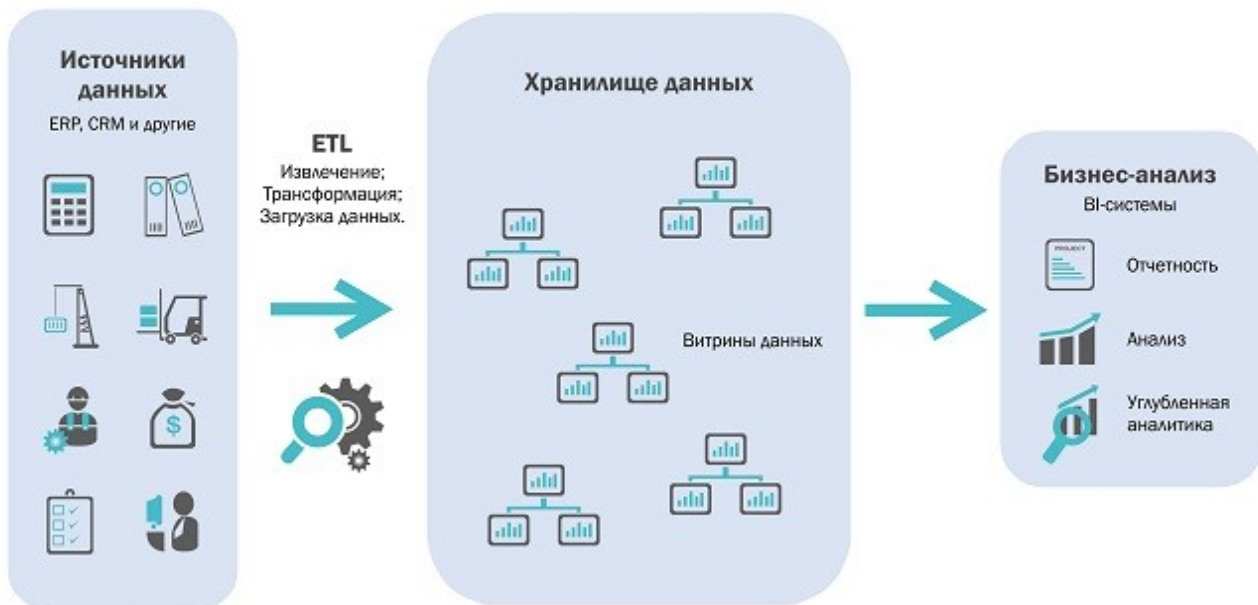 Источники
данных
ERP, CRM и другие
ETL
Извлечение;
Трансформация;
Загрузка данных.
Хранилище данных
Витрины данных
Бизнес-анализ
BI-системы
PROJECT
Отчетность
Анализ
Углубленная
аналитика
$